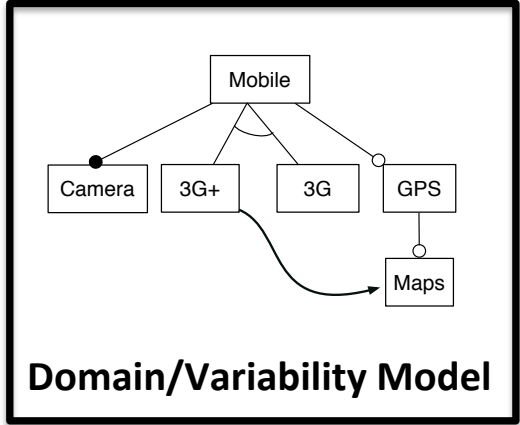 Mobile
Camera
3G+
3G
GPS
Maps
Domain/Variability Model